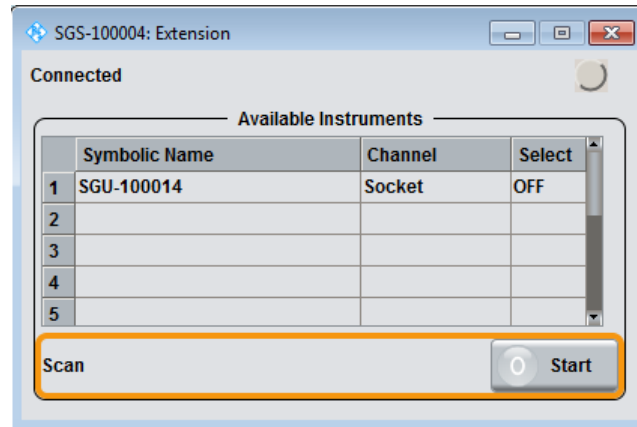 SGS-100004: Extension
Connected
Available Instruments
Symbolic Name Channel Select
1 SGU-100014 Socket OFF
2
3
4
5
Scan Start